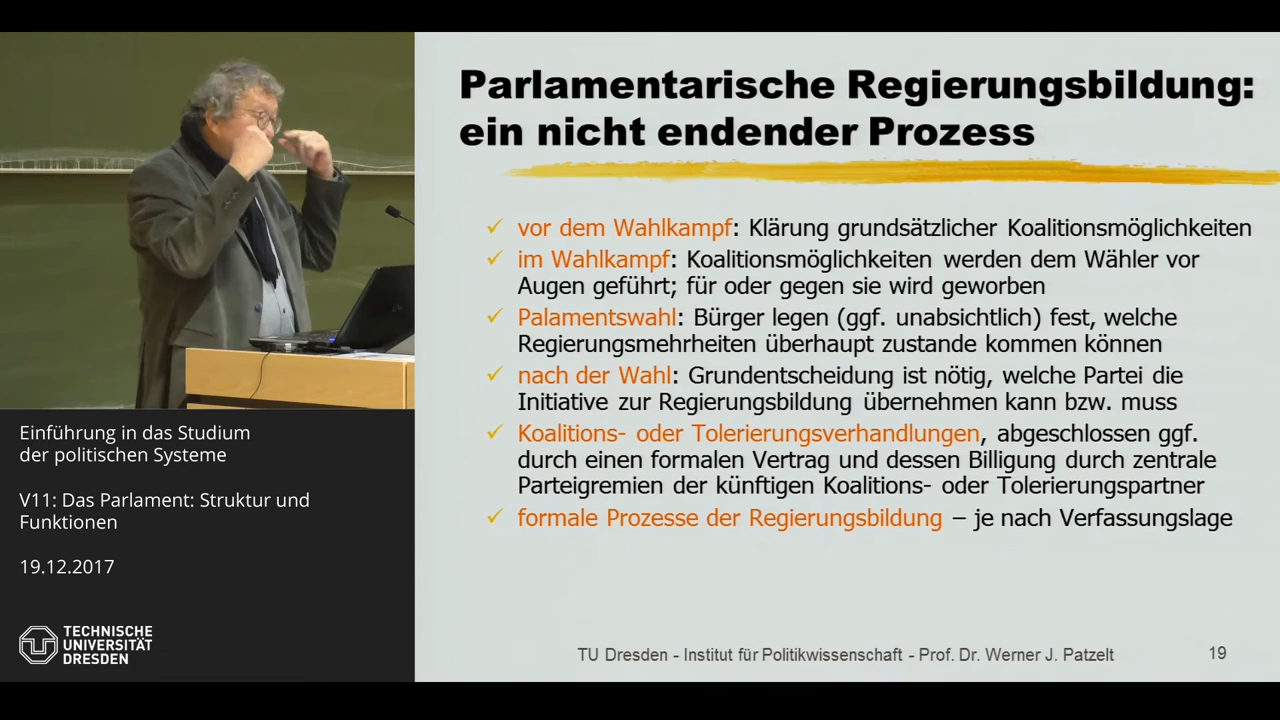 Parlamentarische Regierungsbildung:
ein nicht endender Prozess
vor dem Wahlkampf: Klärung grundsätzlicher Koalitionsmöglichkeiten
im Wahlkampf: Koalitionsmöglichkeiten werden dem Wähler vor
Augen geführt; für oder gegen sie wird geworben
Palamentswahl: Bürger legen (ggf. unabsichtlich) fest, welche
Regierungsmehrheiten überhaupt zustande kommen können
nach der Wahl: Grundentscheidung ist nötig, welche Partei die
Initiative zur Regierungsbildung übernehmen kann bzw. muss
Koalitions- oder Tolerierungsverhandlungen, abgeschlossen ggf.
durch einen formalen Vertrag und dessen Billigung durch zentrale
Parteigremien der künftigen Koalitions- oder Tolerierungspartner
formale Prozesse der Regierungsbildung – je nach Verfassungslage
TU Dresden - Institut für Politikwissenschaft - Prof. Dr. Werner J. Patzelt
19
Einführung in das Studium
der politischen Systeme
V11: Das Parlament: Struktur und
Funktionen
19.12.2017
TECHNISCHE
UNIVERSITÄT
DRESDEN